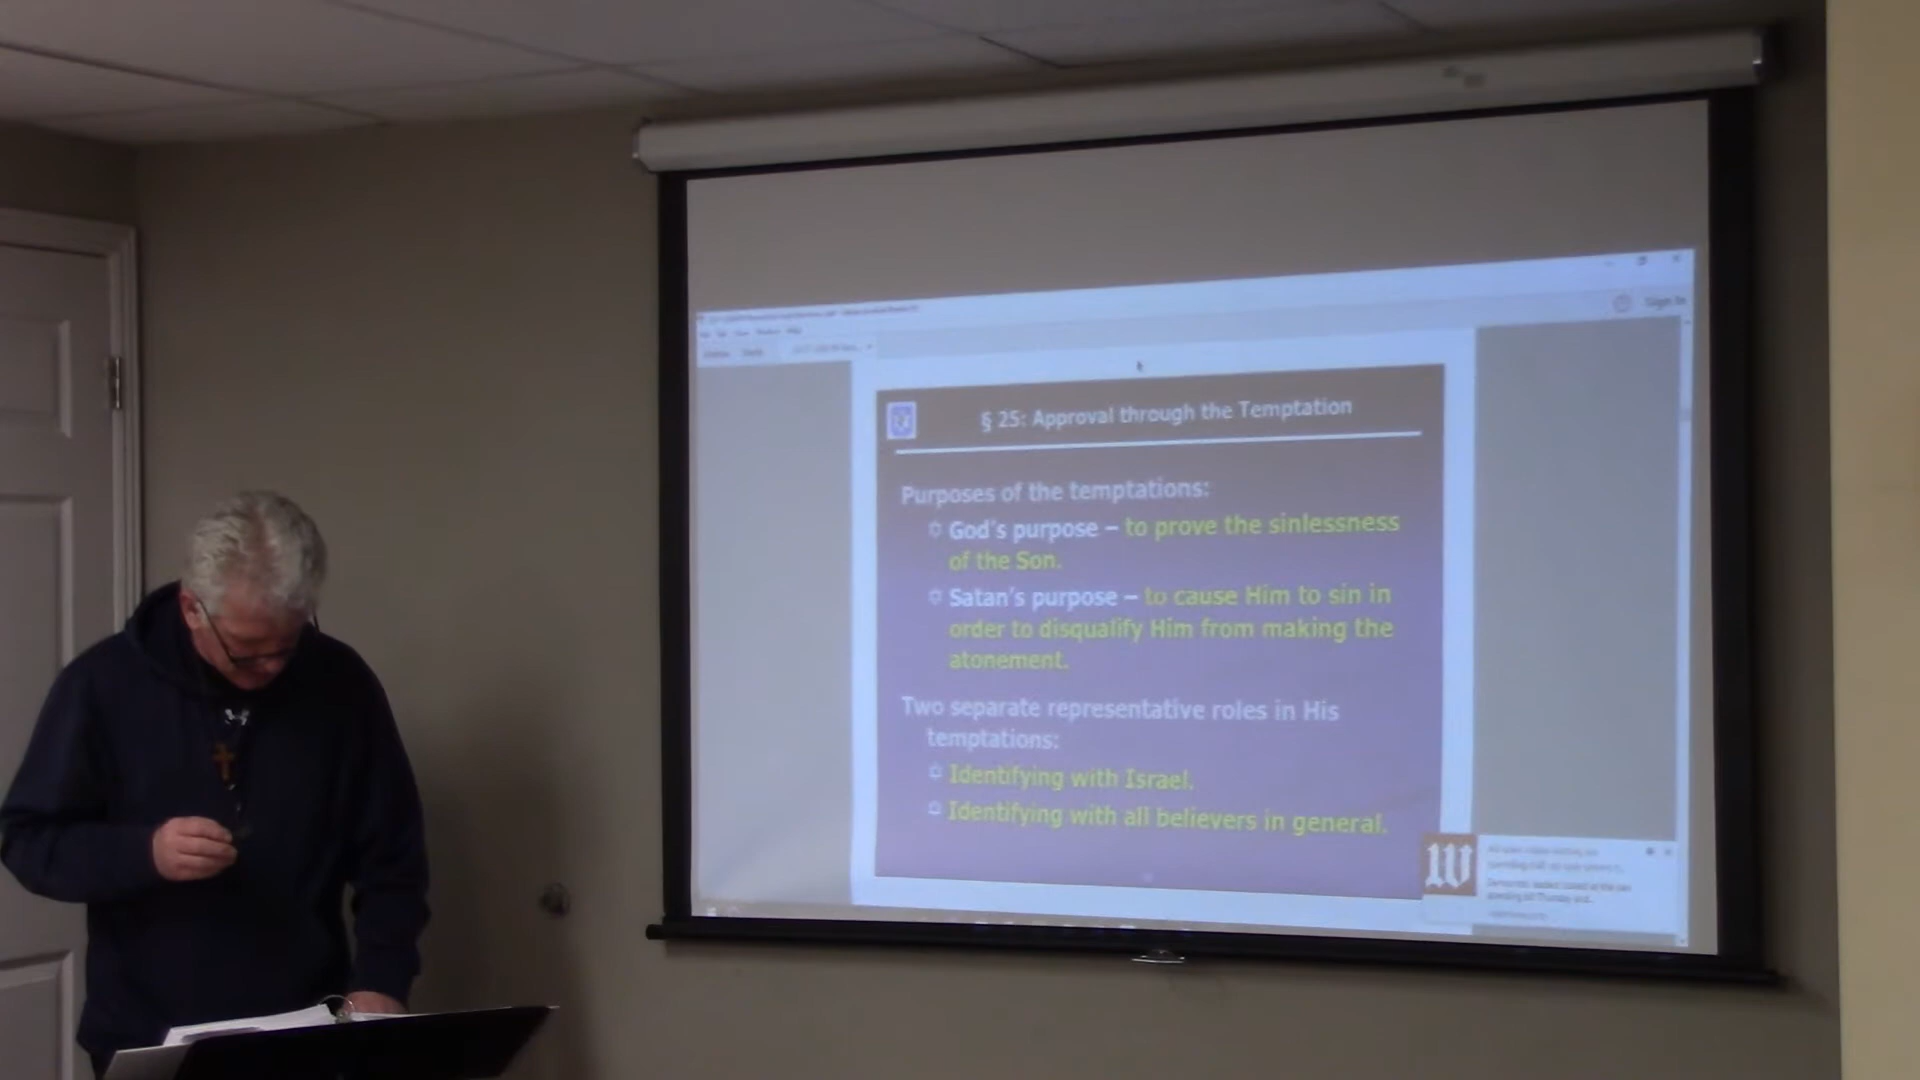 Sign In
§ 25: Approval through the Temptation
Purposes of the temptations:
God's purpose – to prove the sinlessness
of the Son.
Satan's purpose – to cause Him to sin in
order to disqualify Him from making the
atonement.
Two separate representative roles in His
temptations:
Identifying with Israel.
Identifying with all believers in general.
W